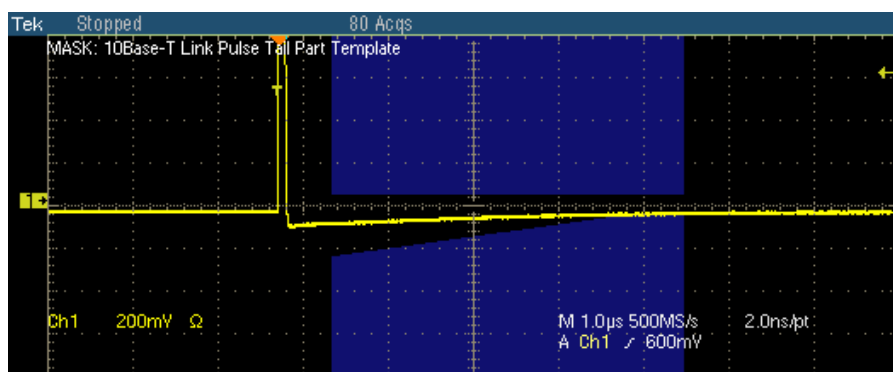 Tek Stopped 80 Acqs
MASK: 10Base-T Link Pulse Tail Part Template
T
1
Ch1 200mV Ω M 1.0µs 500MS/s 2.0ns/pt
A Ch1 ∕ 600mV